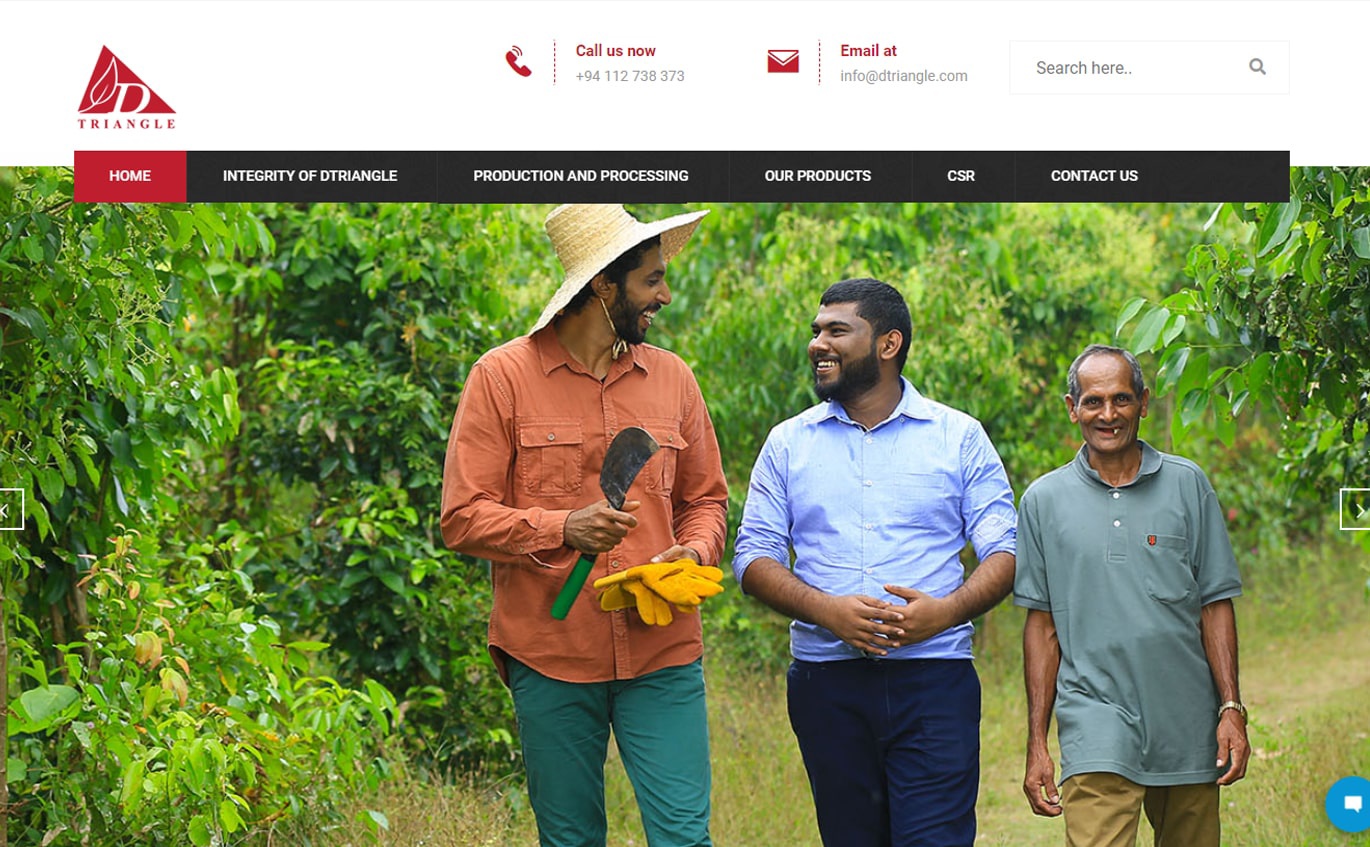 D
TRIANGLE
Call us now
+94 112 738 373
Email at
info@dtriangle.com
Search here..
HOME
INTEGRITY OF DTRIANGLE
PRODUCTION AND PROCESSING
OUR PRODUCTS
CSR
CONTACT US